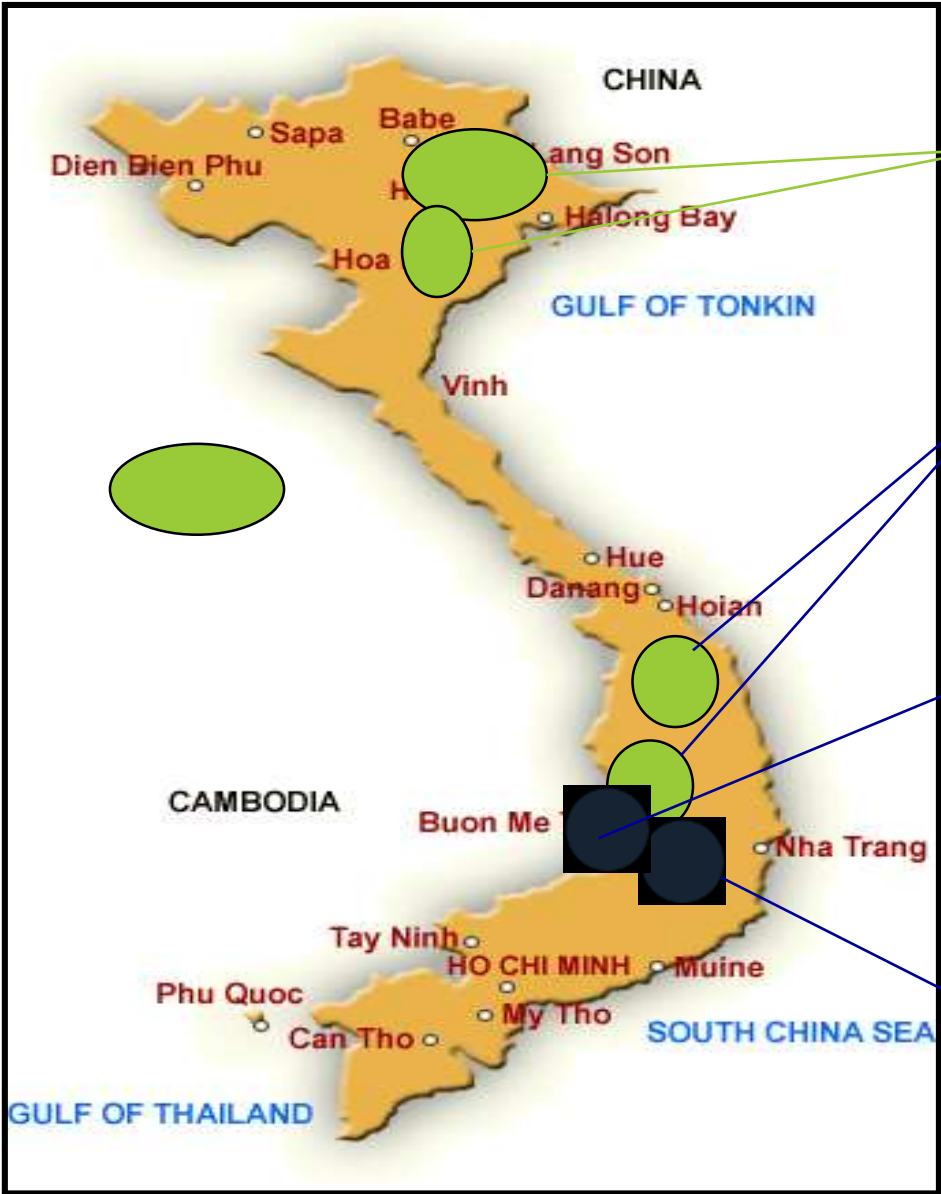 CHINA
Babe
Sapa
Lang Son
Dien Bien Phu
Halong Bay
Hoa
GULF OF TONKIN
Vinh
Hue
Danang
Hoian
CAMBODIA
Buon Me
Nha Trang
Tay Ninh
HO CHI MINH
Muine
Phu Quoc
My Tho
Can Tho
SOUTH CHINA SEA
GULF OF THAILAND